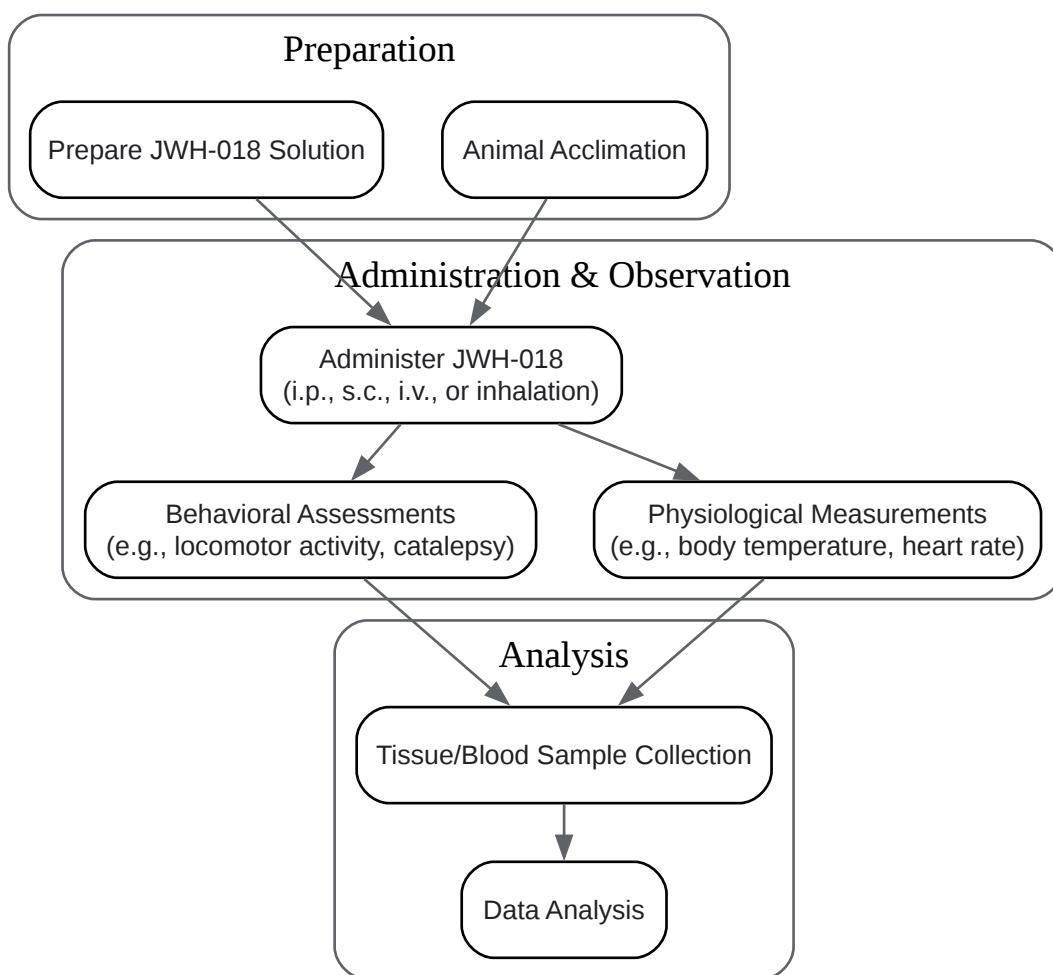 Preparation
Prepare JWH-018 Solution
Animal Acclimation
Administration & Observation
Administer JWH-018
(i.p., s.c., i.v., or inhalation)
Behavioral Assessments
(e.g., locomotor activity, catalepsy)
Physiological Measurements
(e.g., body temperature, heart rate)
Analysis
Tissue/Blood Sample Collection
Data Analysis